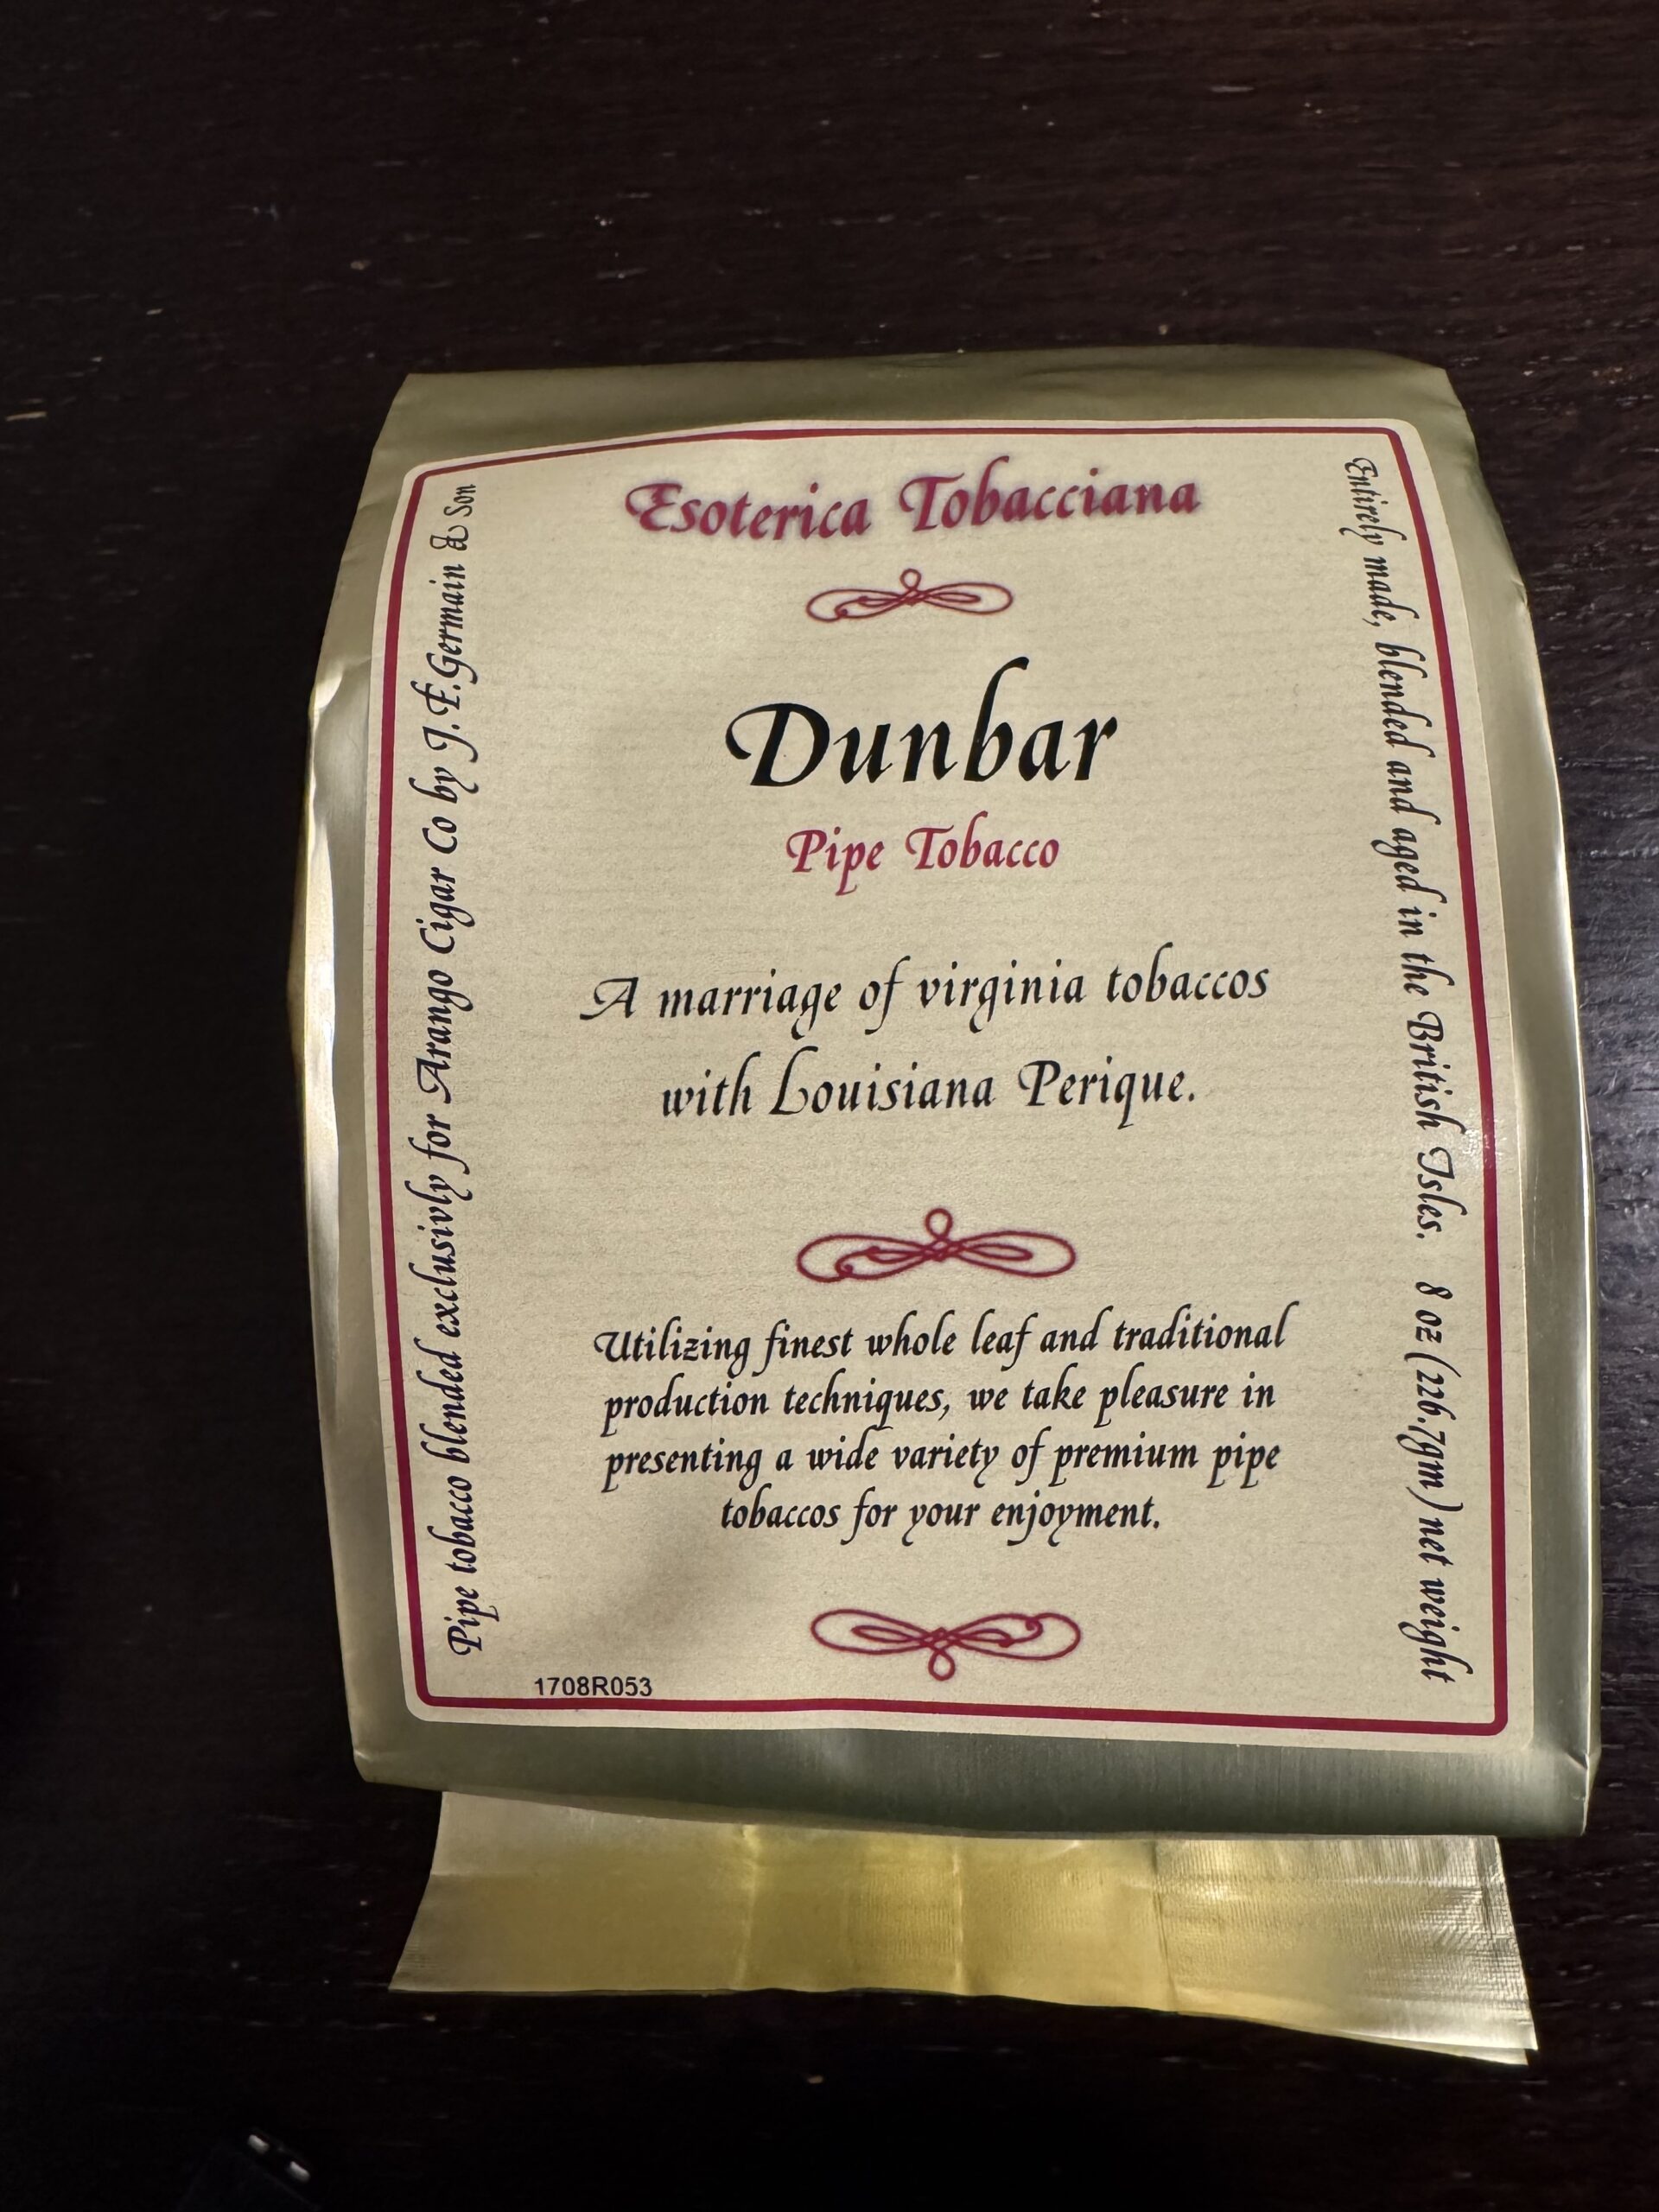 Esoterica Tobacciana
Dunbar
Pipe Tobacco
A marriage of virginia tobaccos
with Louisiana Perique.
Utilizing finest whole leaf and traditional
production techniques, we take pleasure in
presenting a wide variety of premium pipe
tobaccos for your enjoyment.
1708R053
Pipe tobacco blended exclusivly for Arango Cigar Co by J.F.Germain & Son
Entirely made, blended and aged in the British Isles. 8 oz (226.7gm) net weight